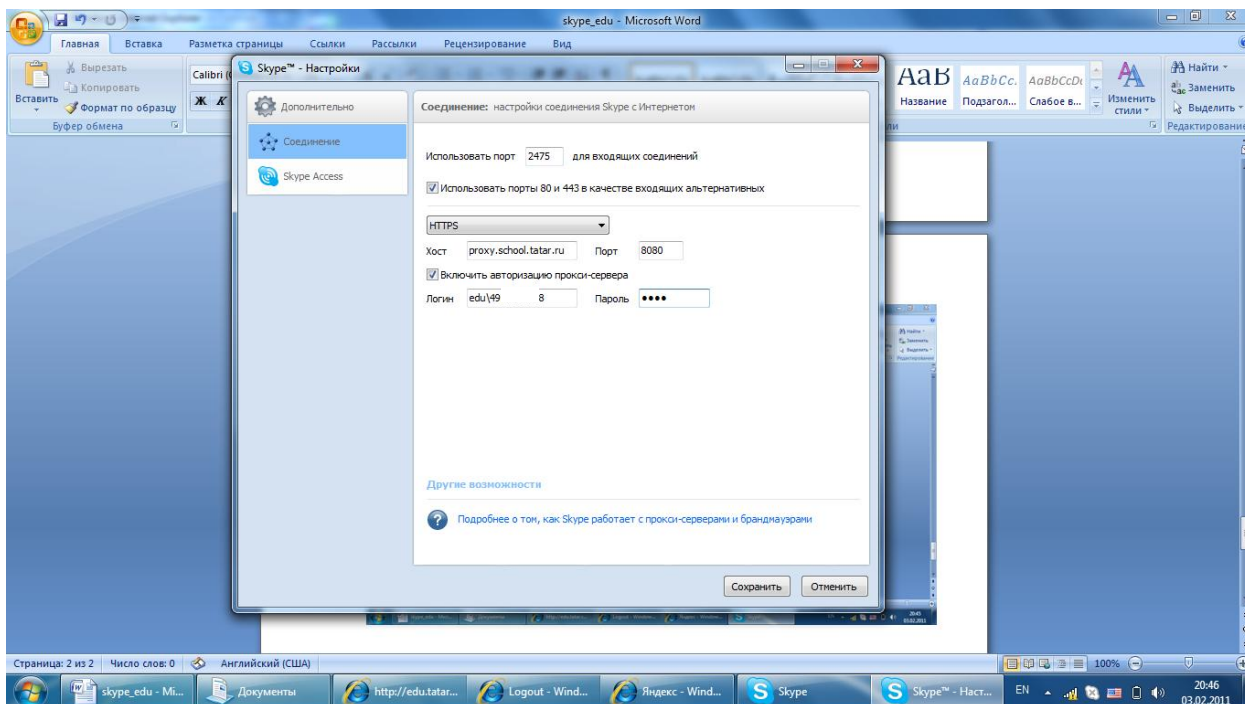 skype_edu - Microsoft Word
Главная Вставка Разметка страницы Ссылки Рассылки Рецензирование Вид
Вставить
Вырезать
Копировать
Формат по образцу
Буфер обмена
Calibri (
Ж К
АаВ AaBbCc. AaBbCcDı
Название Подзагол... Слабое в...
Изменить стили
Найти
Заменить
Выделить
Редактирование
Skype™ - Настройки
Дополнительно
Соединение
Skype Access
Соединение: настройки соединения Skype с Интернетом
Использовать порт 2475 для входящих соединений
Использовать порты 80 и 443 в качестве входящих альтернативных
HTTPS
Хост proxy.school.tatar.ru Порт 8080
Включить авторизацию прокси-сервера
Логин edu\49 8 Пароль ••••
Другие возможности
Подробнее о том, как Skype работает с прокси-серверами и брандмауэрами
Сохранить Отменить
Страница: 2 из 2 Число слов: 0 Английский (США) 100%
skype_edu - Mi... Документы http://edu.tatar... Logout - Wind... Яндекс - Wind... Skype Skype™ - Наст... EN 20:46
03.02.2011